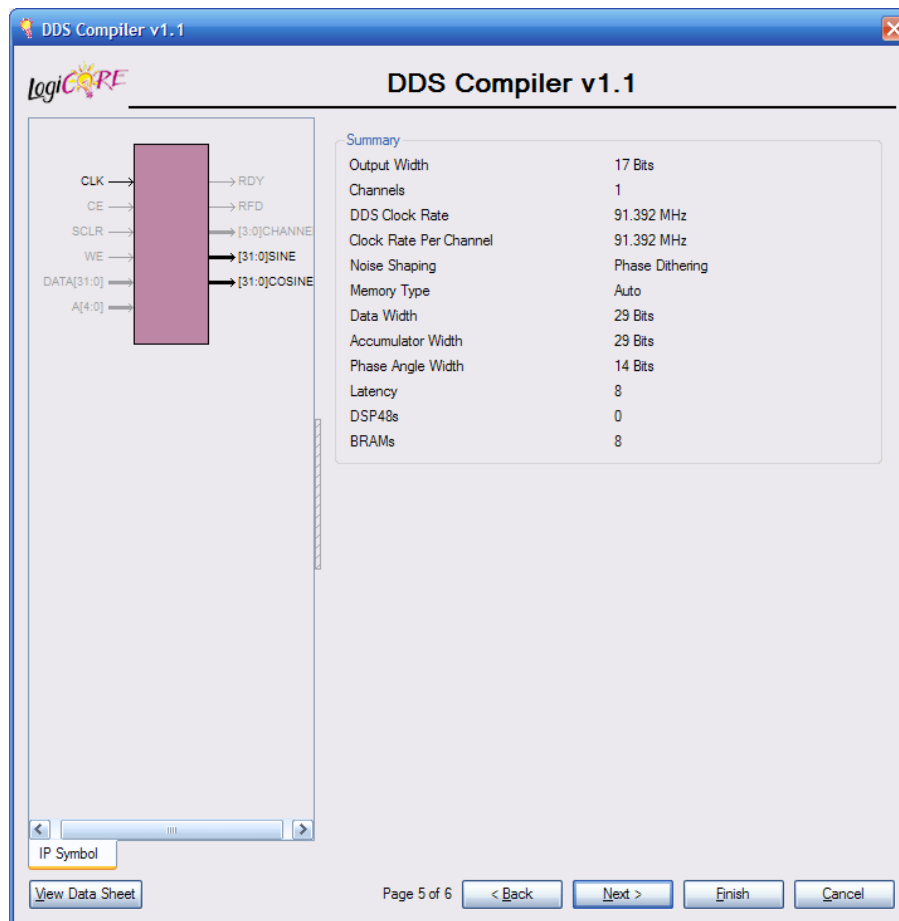 DDS Compiler v1.1
LogiCORE
DDS Compiler v1.1
CLK
CE
SCLR
WE
DATA[31:0]
A[4:0]
RDY
RFD
[3:0]CHANNE
[31:0]SINE
[31:0]COSINE
IP Symbol
Summary
Output Width 17 Bits
Channels 1
DDS Clock Rate 91.392 MHz
Clock Rate Per Channel 91.392 MHz
Noise Shaping Phase Dithering
Memory Type Auto
Data Width 29 Bits
Accumulator Width 29 Bits
Phase Angle Width 14 Bits
Latency 8
DSP48s 0
BRAMs 8
View Data Sheet Page 5 of 6 < Back Next > Finish Cancel